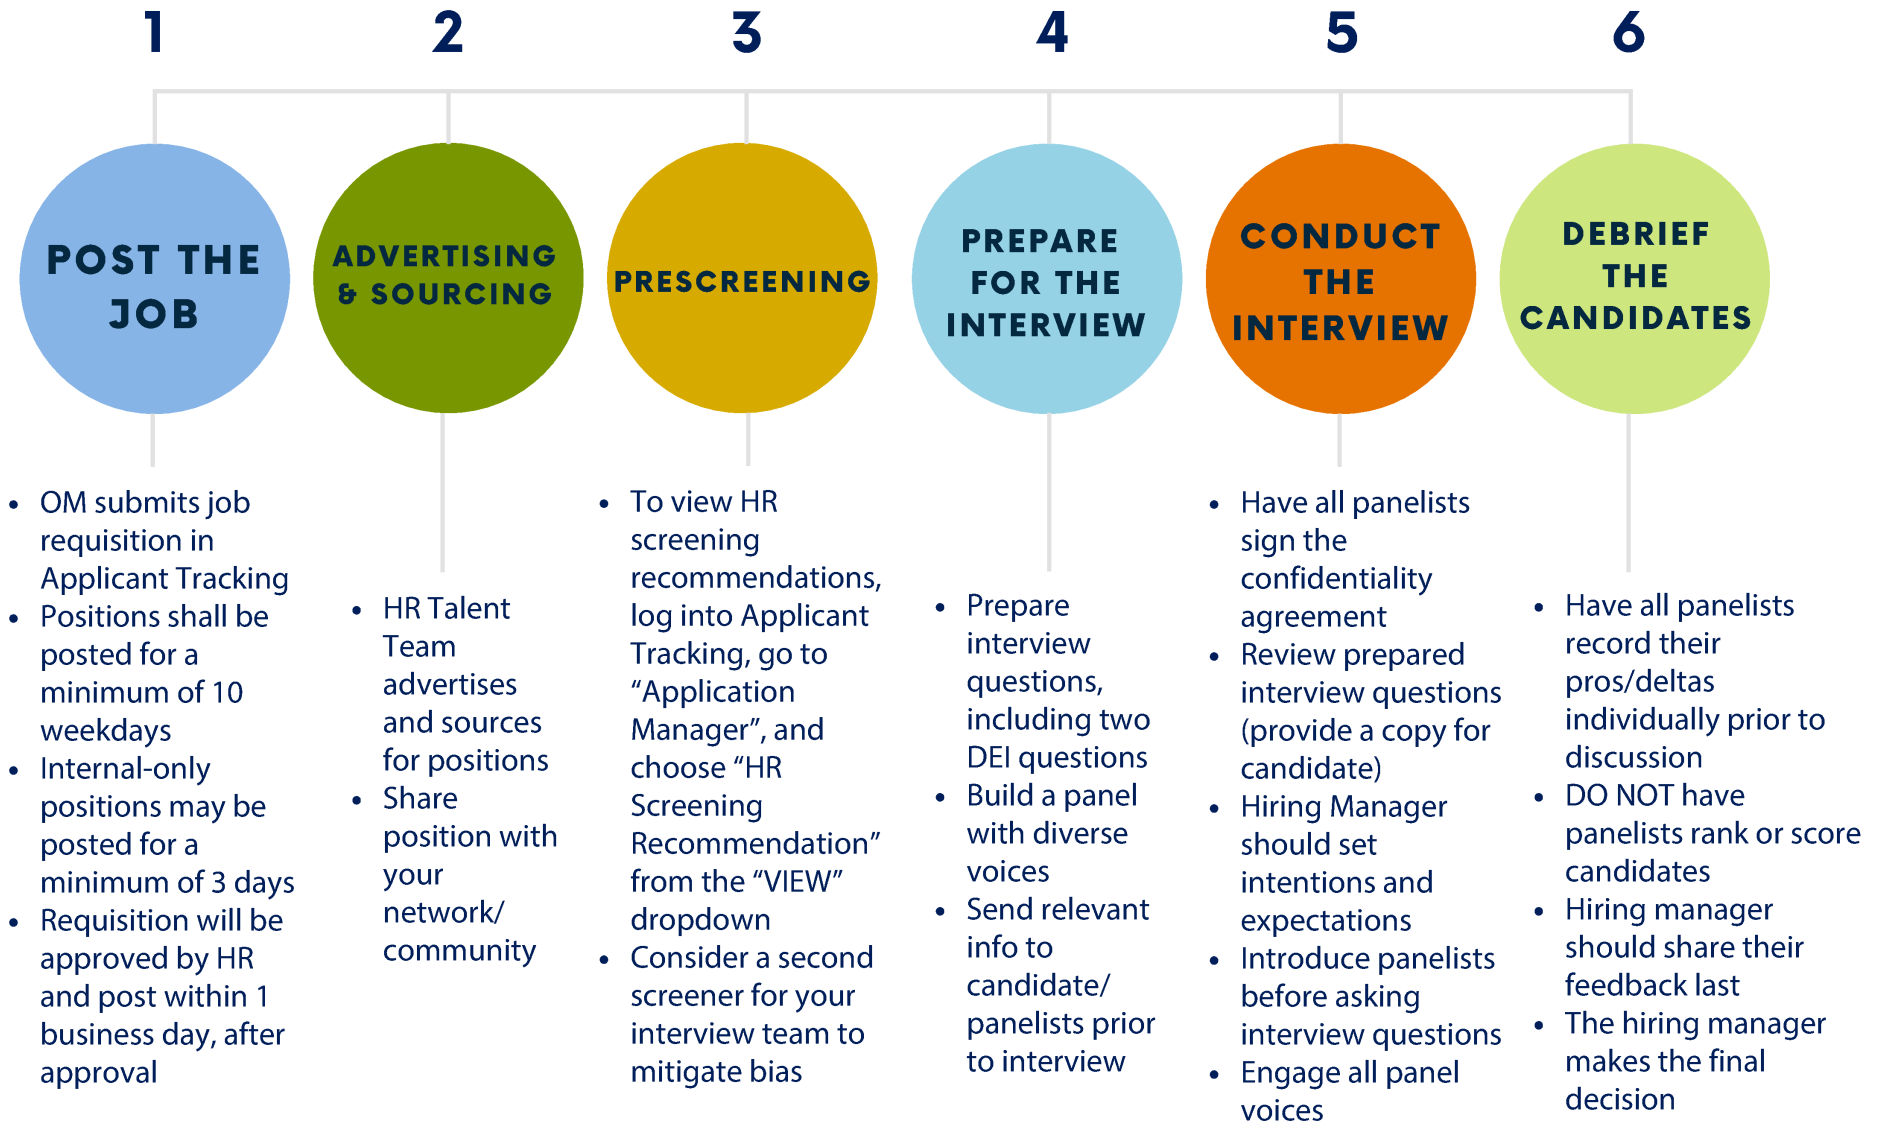 1
2
3
4
5
6
POST THE
JOB
ADVERTISING
& SOURCING
PRESCREENING
PREPARE
FOR THE
INTERVIEW
CONDUCT
THE
INTERVIEW
DEBRIEF
THE
CANDIDATES
• OM submits job
requisition in
Applicant Tracking
• Positions shall be
posted for a
minimum of 10
weekdays
• Internal-only
positions may be
posted for a
minimum of 3 days
• Requisition will be
approved by HR
and post within 1
business day, after
approval
• HR Talent
Team
advertises
and sources
for positions
• Share
position with
your
network/
community
• To view HR
screening
recommendations,
log into Applicant
Tracking, go to
“Application
Manager”, and
choose “HR
Screening
Recommendation”
from the “VIEW”
dropdown
• Consider a second
screener for your
interview team to
mitigate bias
• Prepare
interview
questions,
including two
DEI questions
• Build a panel
with diverse
voices
• Send relevant
info to
candidate/
panelists prior
to interview
• Have all panelists
sign the
confidentiality
agreement
• Review prepared
interview questions
(provide a copy for
candidate)
• Hiring Manager
should set
intentions and
expectations
• Introduce panelists
before asking
interview questions
• Engage all panel
voices
• Have all panelists
record their
pros/deltas
individually prior to
discussion
• DO NOT have
panelists rank or score
candidates
• Hiring manager
should share their
feedback last
• The hiring manager
makes the final
decision